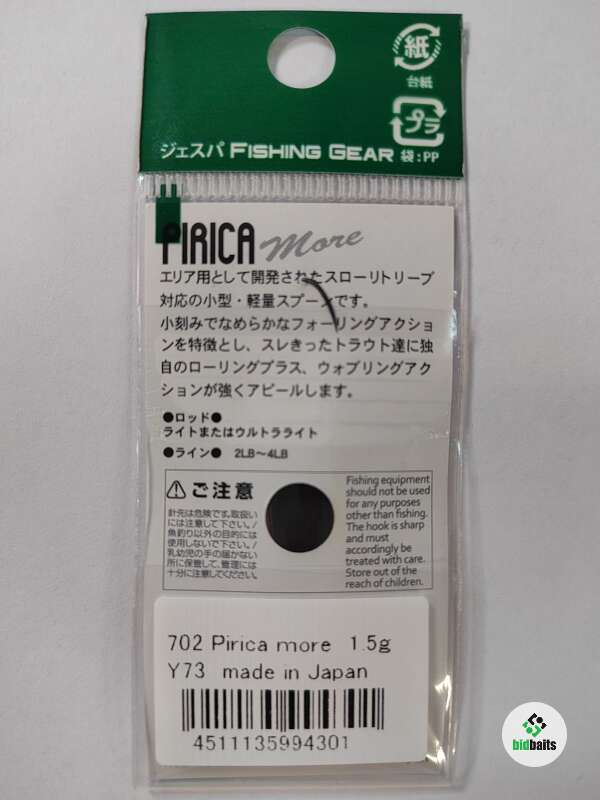 紙
台紙
プラ
袋:PP
ジェスパ FISHING GEAR
PIRICA more
エリア用として開発されたスローリトリーブ
対応の小型・軽量スプーンです。
小刻みでなめらかなフォーリングアクショ
ンを特徴とし、スレきったトラウト達に独
自のローリングプラス、ウォブリングアク
ションが強くアピールします。
●ロッド●
ライトまたはウルトラライト
●ライン● 2LB～4LB
ご注意
針先は危険です。取扱い
には注意して下さい。/
魚釣り以外の目的には
使用しないで下さい。/
乳幼児の手の届かない
所に保管して、管理には
十分に注意してください。
Fishing equipment
should not be used
for any purposes
other than fishing.
The hook is sharp
and must
accordingly be
treated with care.
Store out of the
reach of children.
702 Pirica more 1.5g
Y73 made in Japan
4511135994301
bidbaits